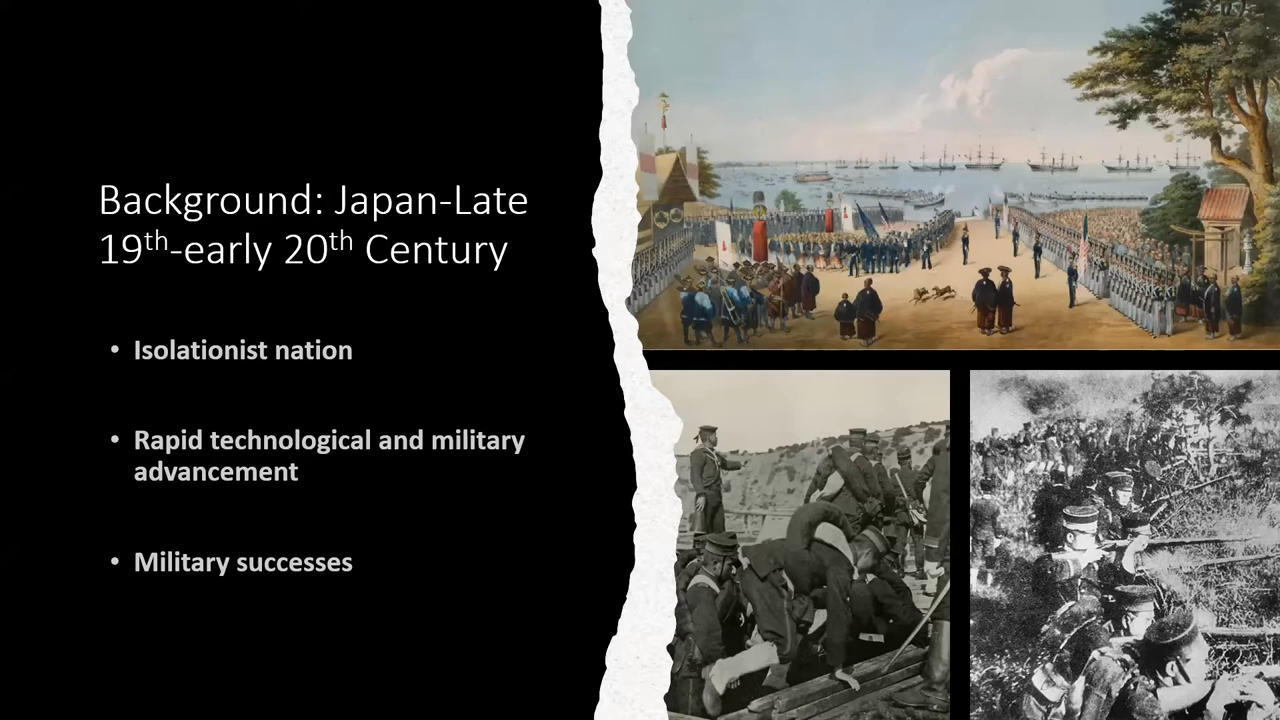 Background: Japan-Late
19th-early 20th Century
• Isolationist nation
• Rapid technological and military
advancement
• Military successes